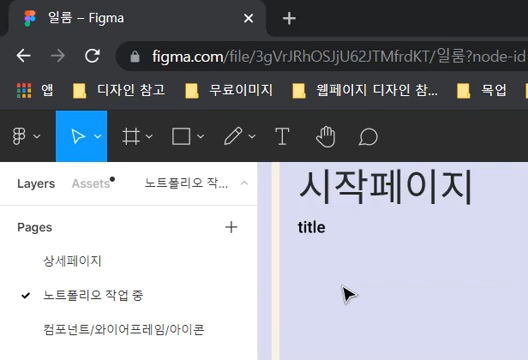 일룸 – Figma
figma.com/file/3gVrJRhOSJjU62JTMfrdKT/일룸?node-id
앱 디자인 참고 무료이미지 웹페이지 디자인 참... 목업
Layers Assets 노트폴리오 작...
Pages
상세페이지
노트폴리오 작업 중
컴포넌트/와이어프레임/아이콘
시작페이지
title